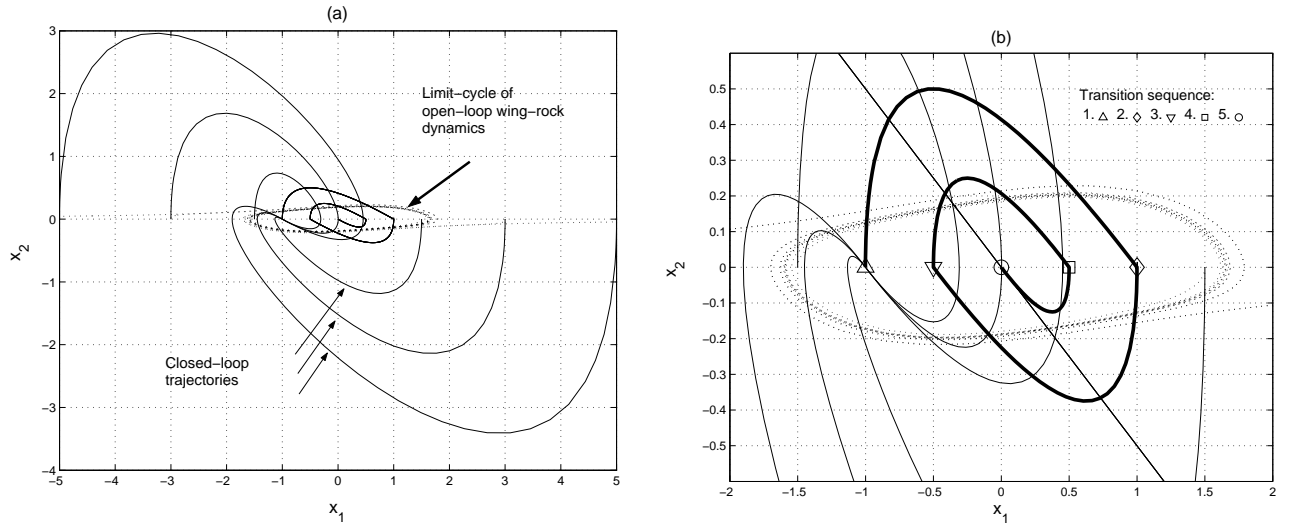 (a)
3
2
1
0
−1
−2
−3
−4
−5 −4 −3 −2 −1 0 1 2 3 4 5
x1
x2
Limit−cycle of
open−loop wing−rock
dynamics
Closed−loop
trajectories
(b)
0.5
0.4
0.3
0.2
0.1
0
−0.1
−0.2
−0.3
−0.4
−0.5
−2 −1.5 −1 −0.5 0 0.5 1 1.5 2
x1
x2
Transition sequence:
1. △ 2. ◇ 3. ▽ 4. □ 5. ○